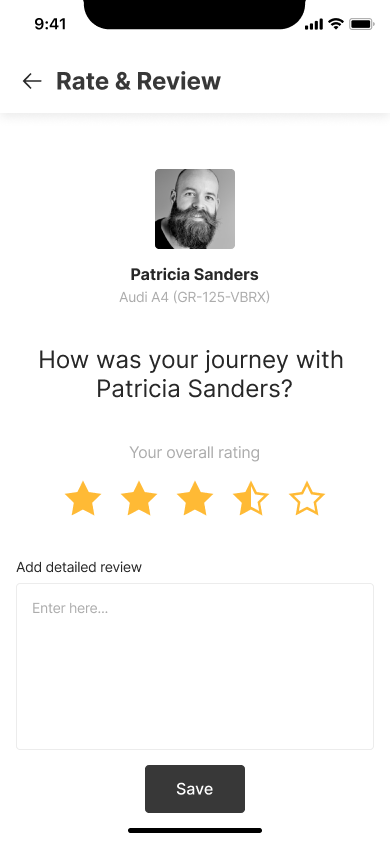 9:41
Rate & Review
Patricia Sanders
Audi A4 (GR-125-VBRX)
How was your journey with
Patricia Sanders?
Your overall rating
Add detailed review
Enter here...
Save